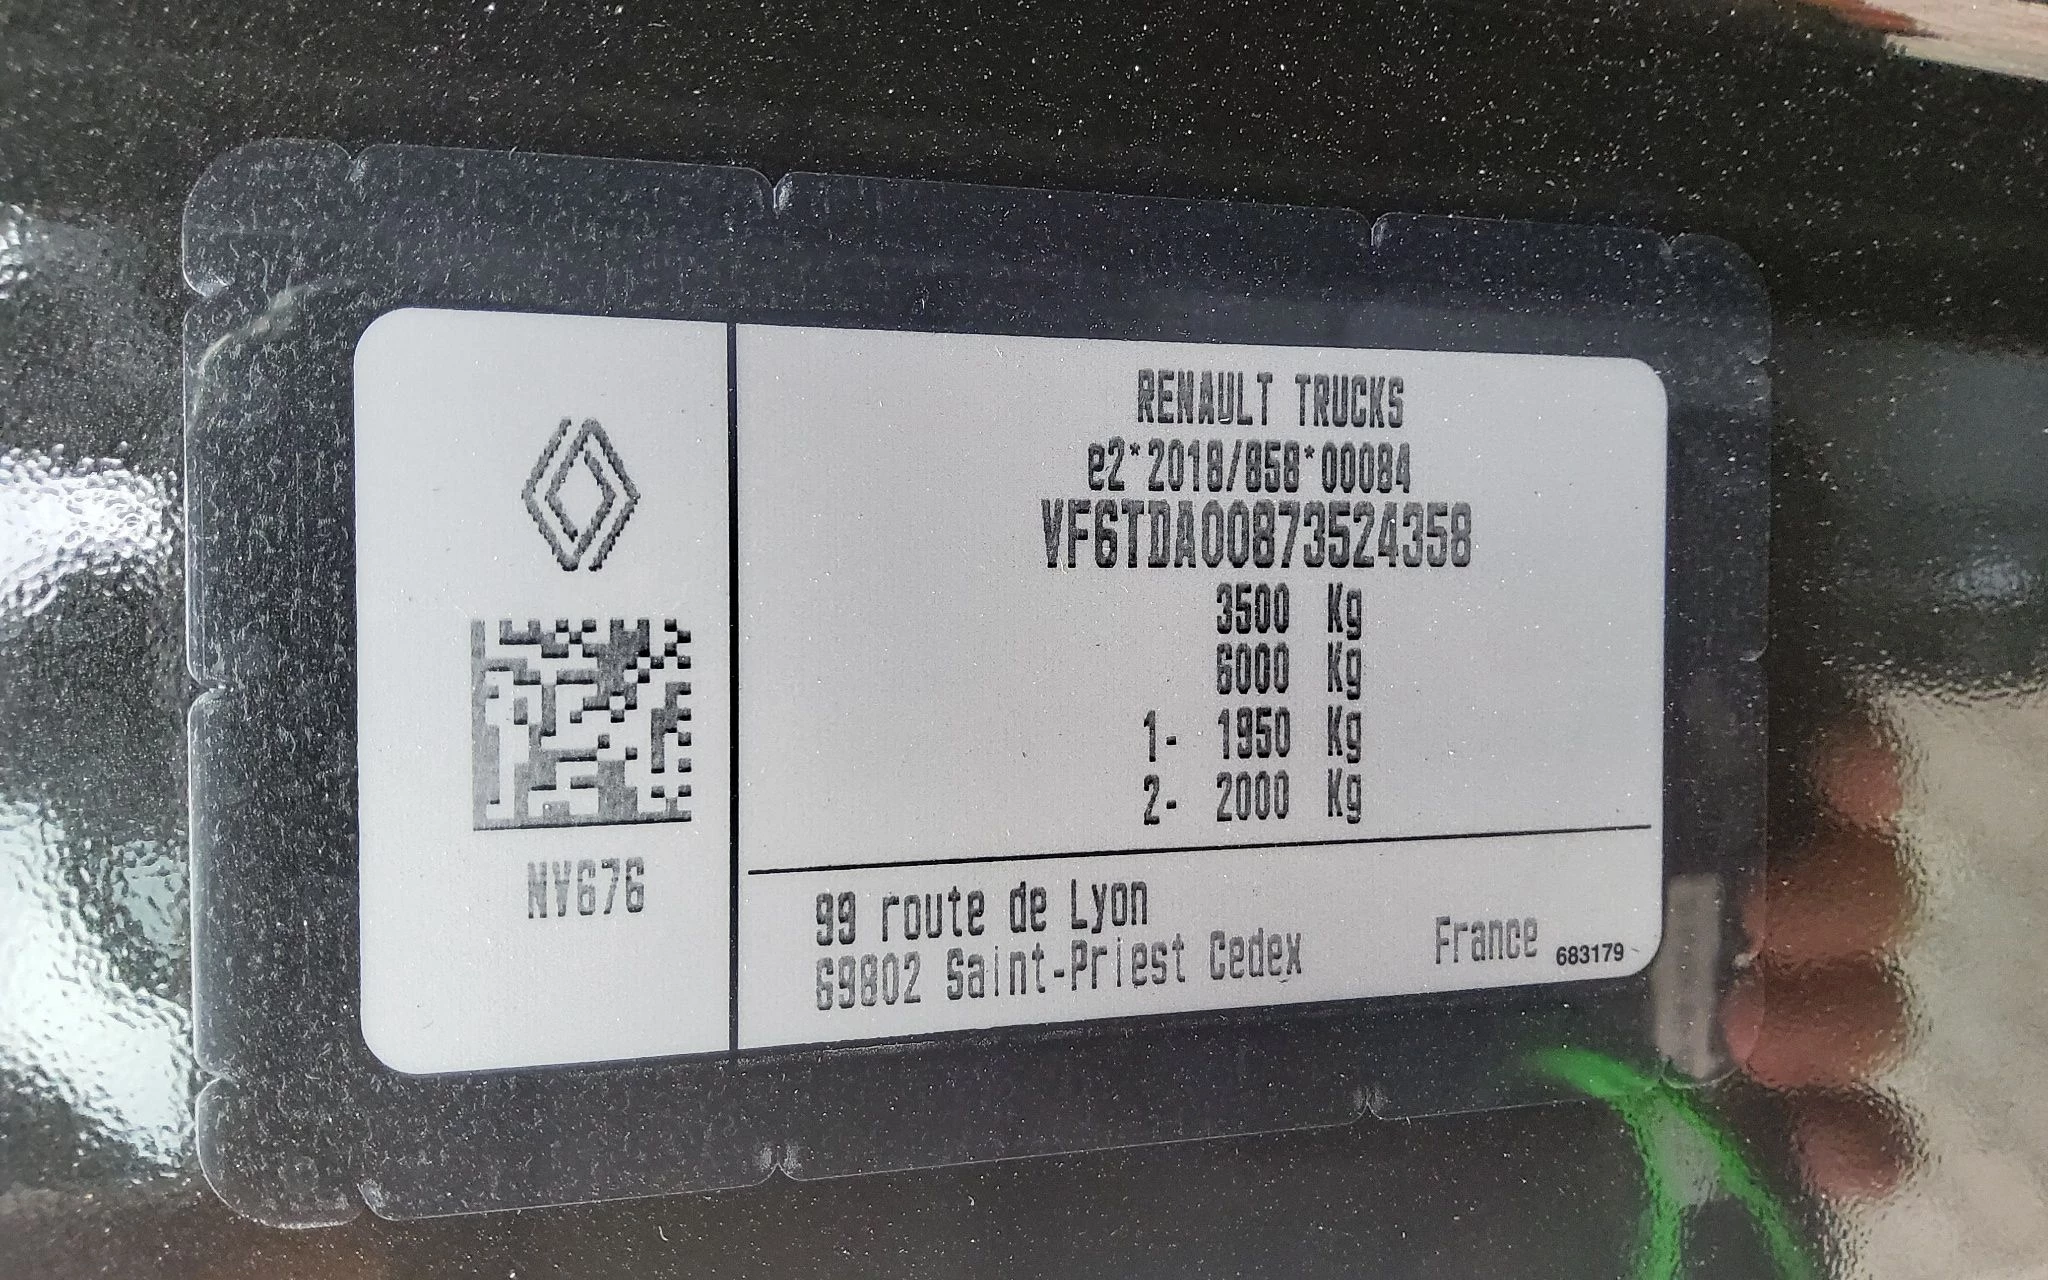 RENAULT TRUCKS
e2*2018/858*00084
VF6TDA00873524358
3500 Kg
6000 Kg
1- 1950 Kg
2- 2000 Kg
NV676
99 route de Lyon
69802 Saint-Priest Cedex France 683179